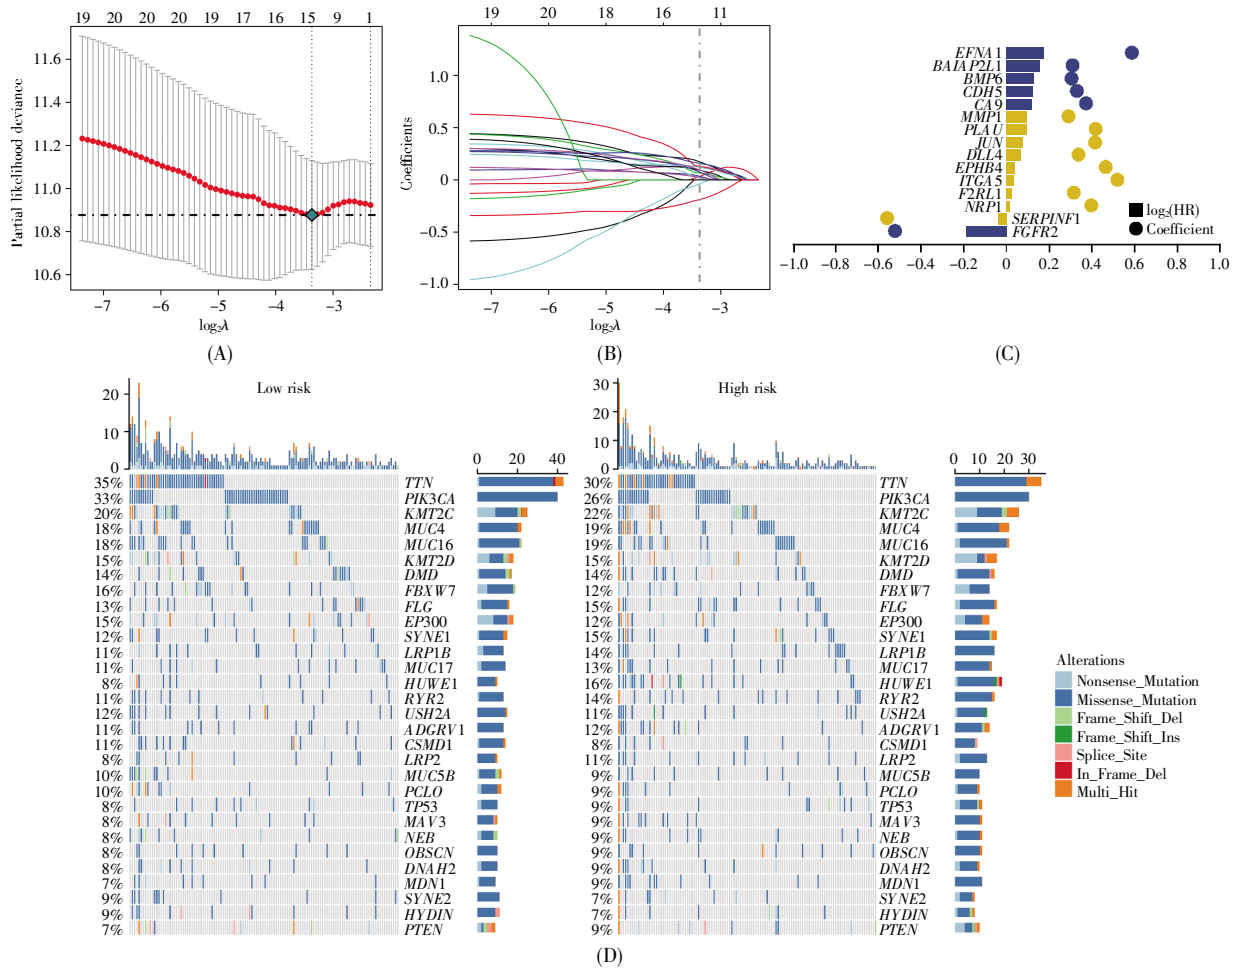 19 20 20 20 19 17 16 15 9 1
11.6
11.4
11.2
11.0
10.8
10.6
Partial likelihood deviance
−7 −6 −5 −4 −3
log₂λ
(A)
19 20 18 16 11
1.0
0.5
0
−0.5
−1.0
Coefficients
−7 −6 −5 −4 −3
log₂λ
(B)
EFNA1
BAIAP2L1
BMP6
CDH5
CA9
MMP1
PLAU
JUN
DLL4
EPHB4
ITGA5
F2RL1
NRP1
SERPINF1
FGFR2
log₂(HR)
Coefficient
−1.0 −0.8 −0.6 −0.4 −0.2 0 0.2 0.4 0.6 0.8 1.0
(C)
Low risk
20
10
0
0 20 40
35% TTN
33% PIK3CA
20% KMT2C
18% MUC4
18% MUC16
15% KMT2D
14% DMD
16% FBXW7
13% FLG
15% EP300
12% SYNE1
11% LRP1B
11% MUC17
8% HUWE1
11% RYR2
12% USH2A
11% ADGRV1
11% CSMD1
8% LRP2
10% MUC5B
10% PCLO
8% TP53
8% MAV3
8% NEB
8% OBSCN
8% DNAH2
7% MDN1
9% SYNE2
9% HYDIN
7% PTEN
High risk
30
20
10
0
0 10 20 30
30% TTN
26% PIK3CA
22% KMT2C
19% MUC4
19% MUC16
15% KMT2D
14% DMD
12% FBXW7
15% FLG
12% EP300
15% SYNE1
14% LRP1B
13% MUC17
16% HUWE1
14% RYR2
11% USH2A
12% ADGRV1
8% CSMD1
11% LRP2
9% MUC5B
9% PCLO
9% TP53
9% MAV3
9% NEB
9% OBSCN
9% DNAH2
9% MDN1
7% SYNE2
7% HYDIN
9% PTEN
Alterations
Nonsense_Mutation
Missense_Mutation
Frame_Shift_Del
Frame_Shift_Ins
Splice_Site
In_Frame_Del
Multi_Hit
(D)